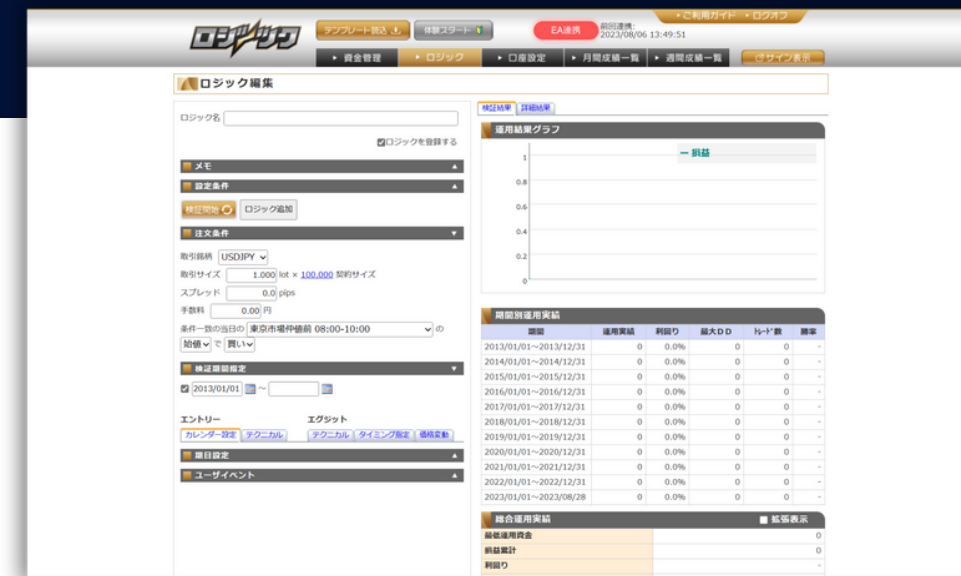 ・ご利用ガイド ・ログオフ
ロジック
テンプレート読込
体験スタート
EA連携
前回連携:
2023/08/06 13:49:51
資金管理
ロジック
口座設定
月間成績一覧
週間成績一覧
サイン表示
ロジック編集
ロジック名
ロジックを登録する
メモ ▲
設定条件 ▲
検証開始
ロジック追加
注文条件 ▼
取引銘柄 USDJPY
取引サイズ 1.000 lot × 100,000 契約サイズ
スプレッド 0.0 pips
手数料 0.00 円
条件一致の当日の 東京市場仲値前 08:00-10:00 の
始値 で 買い
検証期間指定 ▼
2013/01/01 ～
エントリー エグジット
カレンダー設定 テクニカル テクニカル タイミング指定 価格変動
期日設定 ▲
ユーザイベント ▲
検証結果 詳細結果
運用結果グラフ
損益
1
0.8
0.6
0.4
0.2
0
期間別運用実績
期間 運用実績 利回り 最大DD トレード数 勝率
2013/01/01～2013/12/31 0 0.0% 0 0 -
2014/01/01～2014/12/31 0 0.0% 0 0 -
2015/01/01～2015/12/31 0 0.0% 0 0 -
2016/01/01～2016/12/31 0 0.0% 0 0 -
2017/01/01～2017/12/31 0 0.0% 0 0 -
2018/01/01～2018/12/31 0 0.0% 0 0 -
2019/01/01～2019/12/31 0 0.0% 0 0 -
2020/01/01～2020/12/31 0 0.0% 0 0 -
2021/01/01～2021/12/31 0 0.0% 0 0 -
2022/01/01～2022/12/31 0 0.0% 0 0 -
2023/01/01～2023/08/28 0 0.0% 0 0 -
総合運用実績 拡張表示
最低運用資金 0
損益累計 0
利回り -